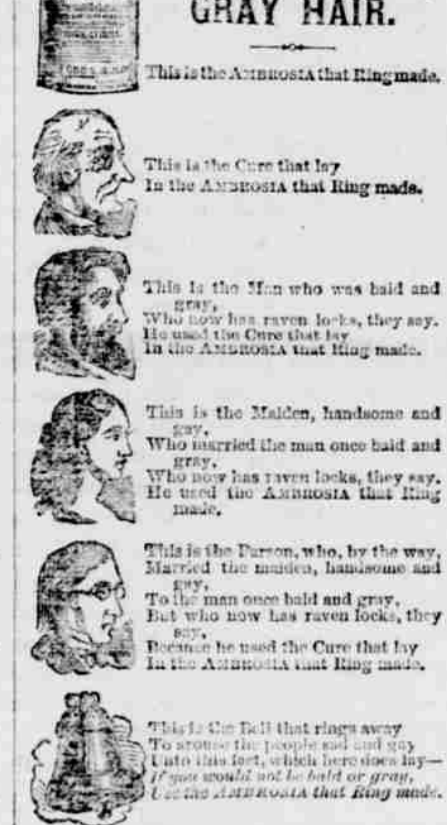 GRAY HAIR.
This is the AMBROSIA that Ring made.
This is the Cure that lay
In the AMBROSIA that Ring made.
This is the Man who was bald and
gray,
Who now has raven locks, they say.
He used the Cure that lay
In the AMBROSIA that Ring made.
This is the Maiden, handsome and
gay,
Who married the man once bald and
gray,
Who now has raven locks, they say.
He used the AMBROSIA that Ring
made.
This is the Parson, who, by the way,
Married the maiden, handsome and
gay,
To the man once bald and gray,
But who now has raven locks, they
say,
Because he used the Cure that lay
In the AMBROSIA that Ring made.
This is the Bell that rings away
To arouse the people sad and gay
Unto this fact, which here does lay—
If you would not be bald or gray,
Use the AMBROSIA that Ring made.